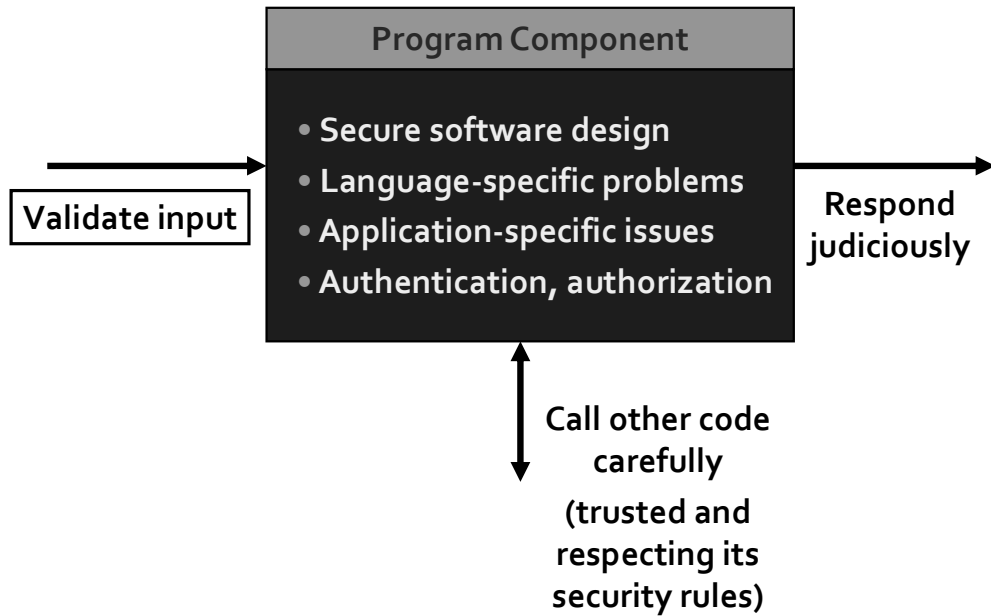 Program Component
• Secure software design
• Language-specific problems
• Application-specific issues
• Authentication, authorization
Validate input
Respond
judiciously
Call other code
carefully
(trusted and
respecting its
security rules)